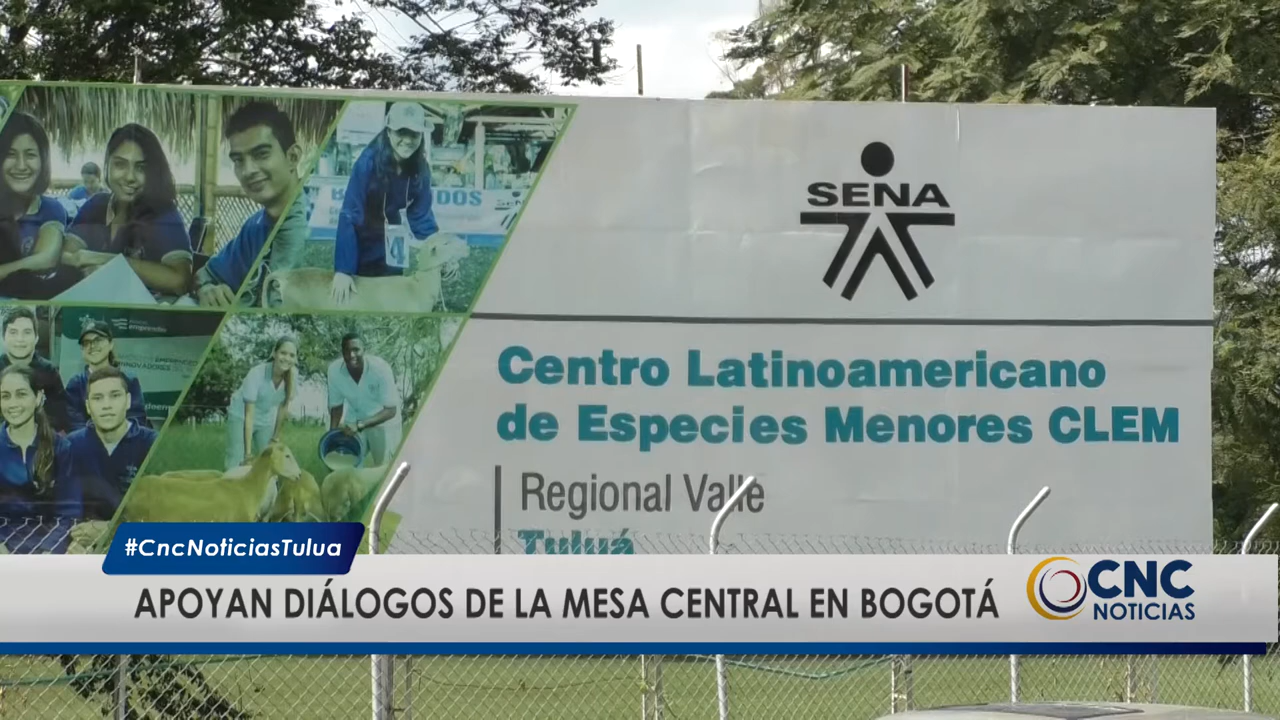 SENA
Centro Latinoamericano
de Especies Menores CLEM
Regional Valle
Tuluá
#CncNoticiasTulua
APOYAN DIÁLOGOS DE LA MESA CENTRAL EN BOGOTÁ
CNC
NOTICIAS